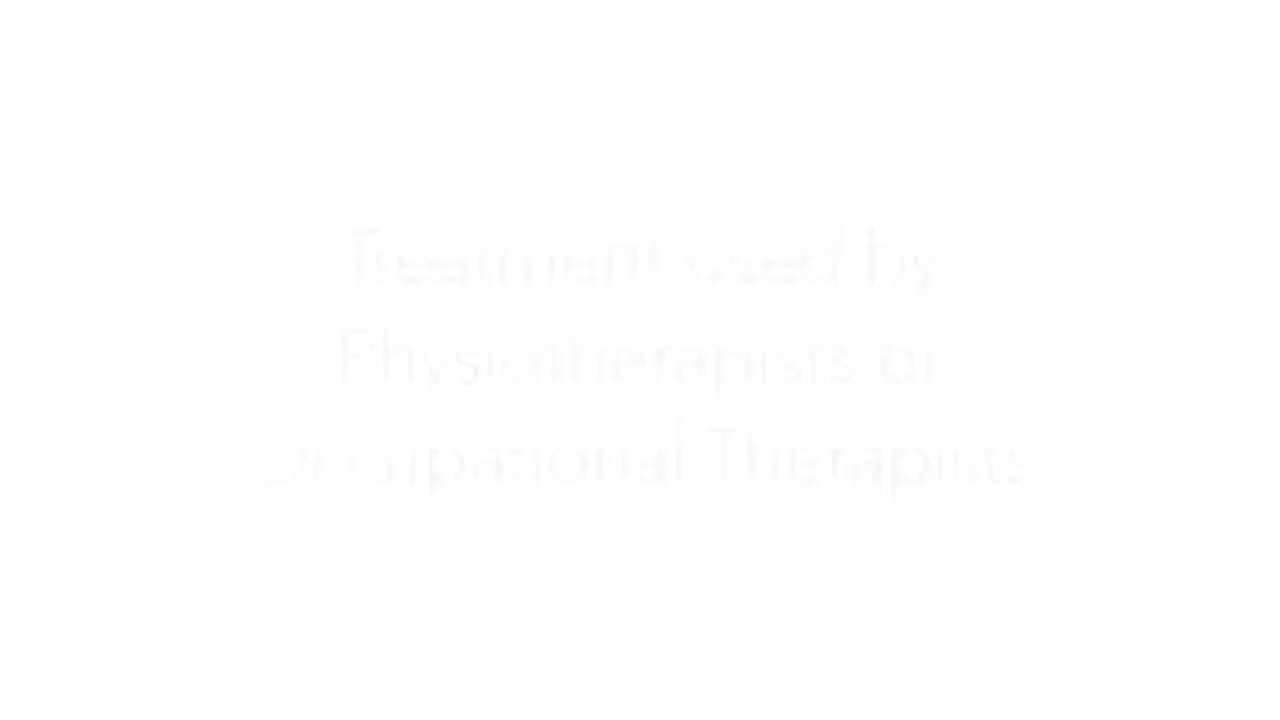 Treatment used by
Physiotherapists or
Occupational Therapists